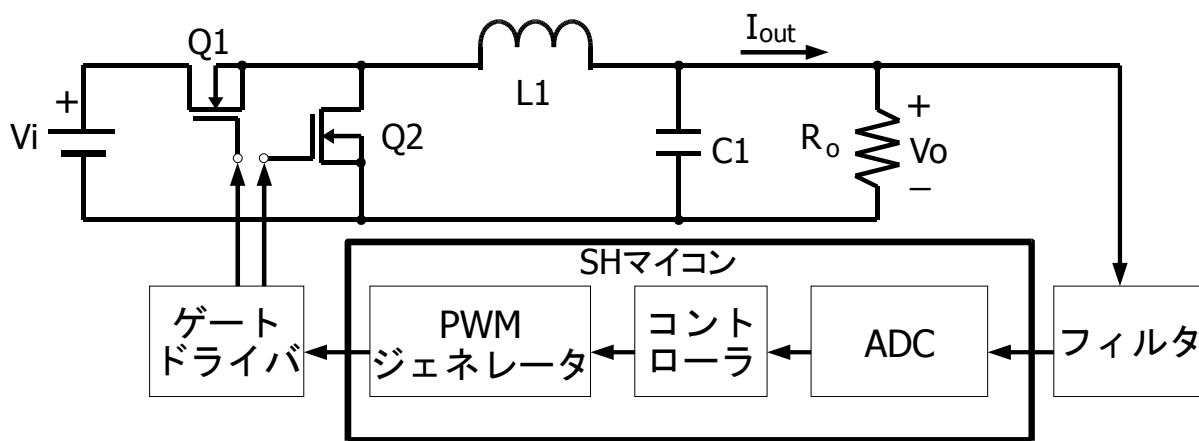 Q1
L1
Iout
+
Vi
Q2
C1
Ro
+
Vo
−
SHマイコン
ゲート
ドライバ
PWM
ジェネレータ
コント
ローラ
ADC
フィルタ